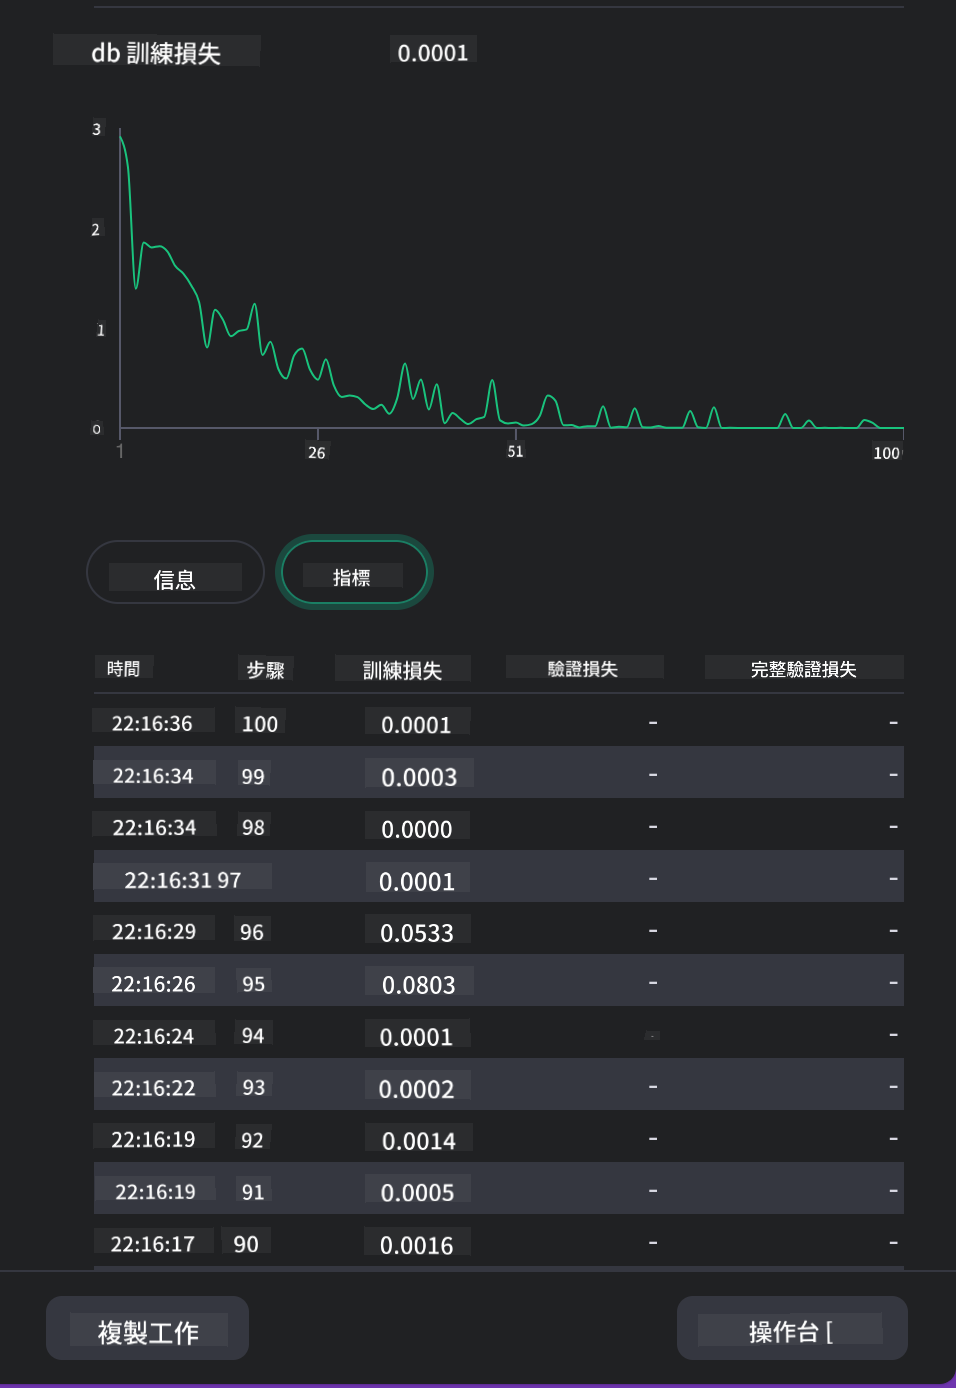 db 訓練損失 0.0001
3
2
1
0
1 26 51 100
信息 指標
時間 步驟 訓練損失 驗證損失 完整驗證損失
22:16:36 100 0.0001 - -
22:16:34 99 0.0003 - -
22:16:34 98 0.0000 - -
22:16:31 97 0.0001 - -
22:16:29 96 0.0533 - -
22:16:26 95 0.0803 - -
22:16:24 94 0.0001 - -
22:16:22 93 0.0002 - -
22:16:19 92 0.0014 - -
22:16:19 91 0.0005 - -
22:16:17 90 0.0016 - -
複製工作 操作台 [